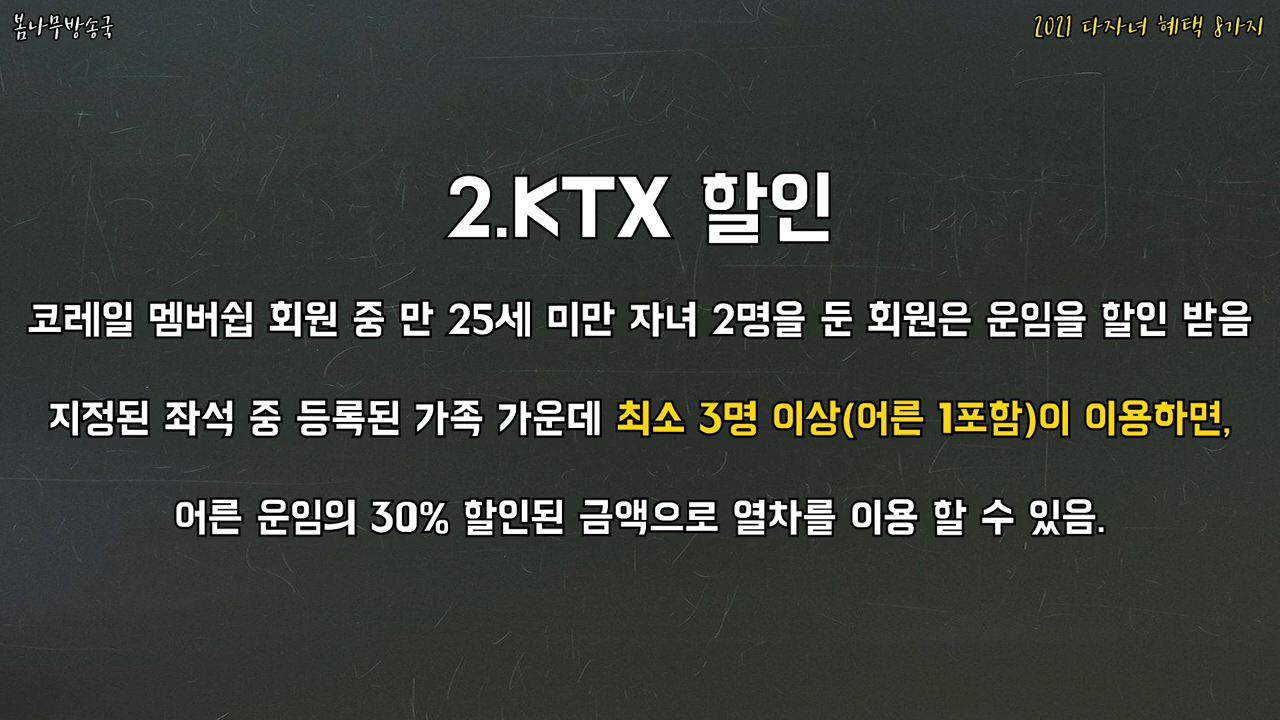 봄나무방송국
2021 다자녀 혜택 8가지
2.KTX 할인
코레일 멤버쉽 회원 중 만 25세 미만 자녀 2명을 둔 회원은 운임을 할인 받음
지정된 좌석 중 등록된 가족 가운데 최소 3명 이상(어른 1포함)이 이용하면,
어른 운임의 30% 할인된 금액으로 열차를 이용 할 수 있음.